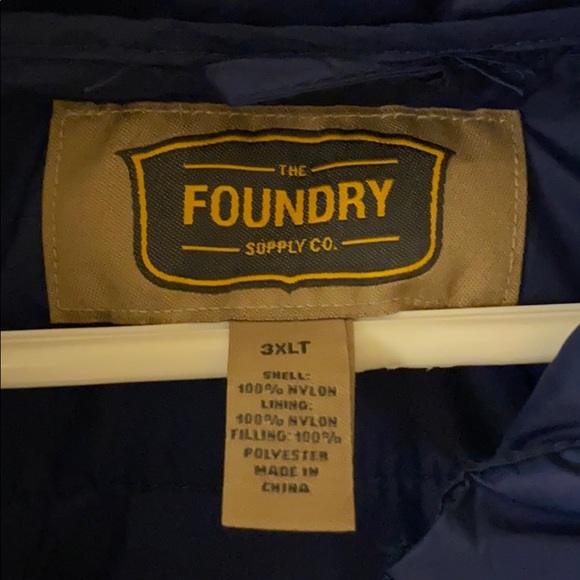 THE
FOUNDRY
SUPPLY CO.
3XLT
SHELL:
100% NYLON
LINING:
100% NYLON
FILLING: 100%
POLYESTER
MADE IN
CHINA